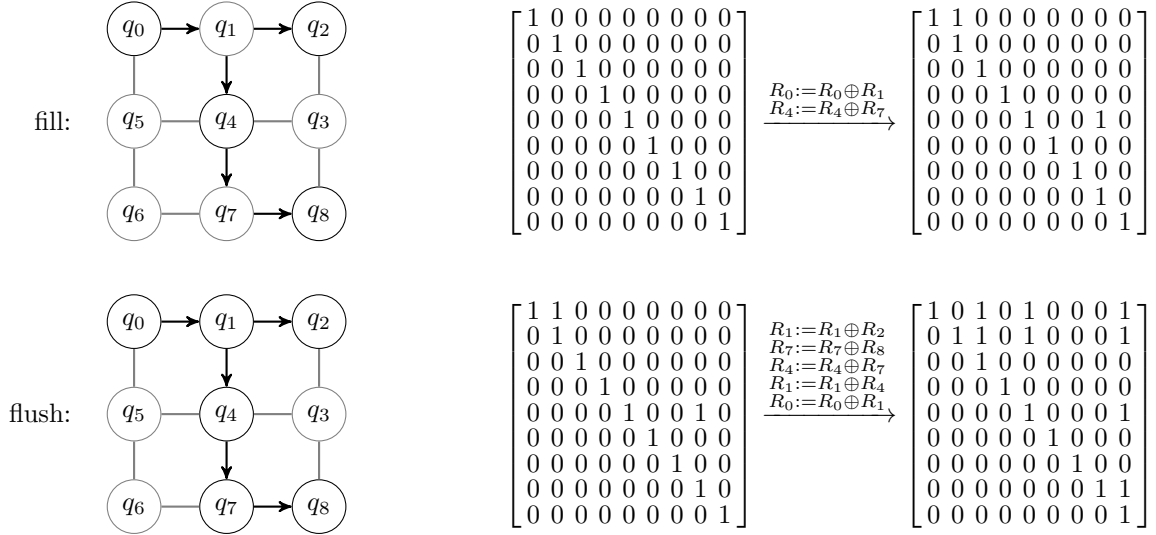 fill:
q0 q1 q2
q5 q4 q3
q6 q7 q8
1 0 0 0 0 0 0 0 0
0 1 0 0 0 0 0 0 0
0 0 1 0 0 0 0 0 0
0 0 0 1 0 0 0 0 0
0 0 0 0 1 0 0 0 0
0 0 0 0 0 1 0 0 0
0 0 0 0 0 0 1 0 0
0 0 0 0 0 0 0 1 0
0 0 0 0 0 0 0 0 1
R0:=R0⊕R1
R4:=R4⊕R7
1 1 0 0 0 0 0 0 0
0 1 0 0 0 0 0 0 0
0 0 1 0 0 0 0 0 0
0 0 0 1 0 0 0 0 0
0 0 0 0 1 0 0 1 0
0 0 0 0 0 1 0 0 0
0 0 0 0 0 0 1 0 0
0 0 0 0 0 0 0 1 0
0 0 0 0 0 0 0 0 1
flush:
q0 q1 q2
q5 q4 q3
q6 q7 q8
1 1 0 0 0 0 0 0 0
0 1 0 0 0 0 0 0 0
0 0 1 0 0 0 0 0 0
0 0 0 1 0 0 0 0 0
0 0 0 0 1 0 0 1 0
0 0 0 0 0 1 0 0 0
0 0 0 0 0 0 1 0 0
0 0 0 0 0 0 0 1 0
0 0 0 0 0 0 0 0 1
R1:=R1⊕R2
R7:=R7⊕R8
R4:=R4⊕R7
R1:=R1⊕R4
R0:=R0⊕R1
1 0 1 0 1 0 0 0 1
0 1 1 0 1 0 0 0 1
0 0 1 0 0 0 0 0 0
0 0 0 1 0 0 0 0 0
0 0 0 0 1 0 0 0 1
0 0 0 0 0 1 0 0 0
0 0 0 0 0 0 1 0 0
0 0 0 0 0 0 0 1 1
0 0 0 0 0 0 0 0 1